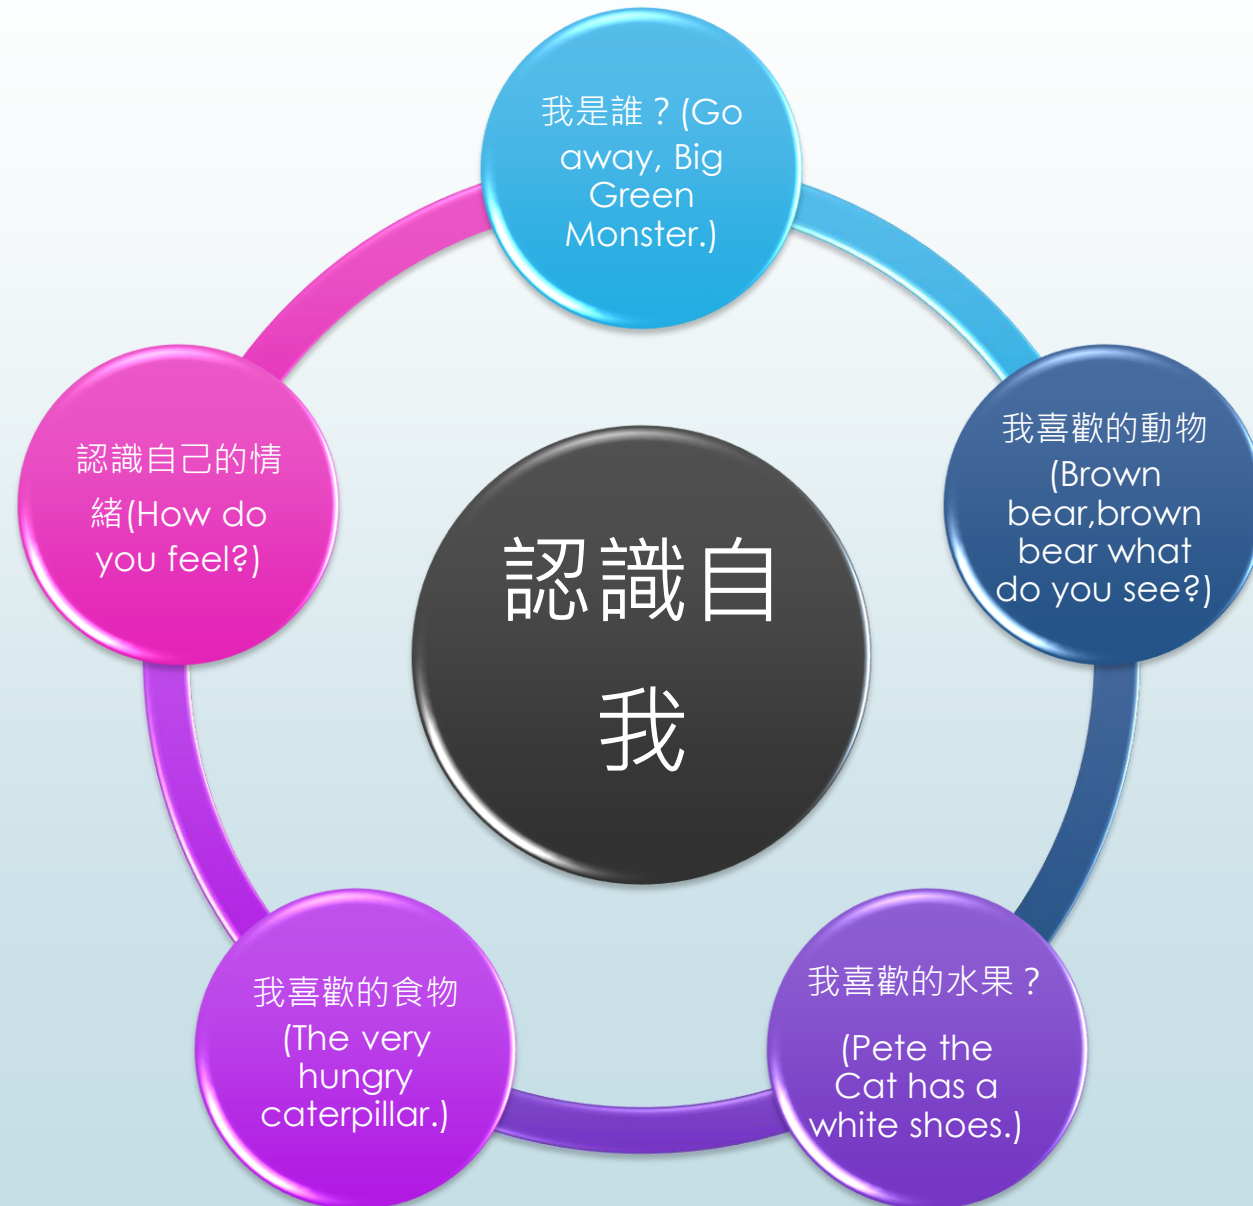 我是誰？(Go
away, Big
Green
Monster.)
我喜歡的動物
(Brown
bear,brown
bear what
do you see?)
我喜歡的水果？
(Pete the
Cat has a
white shoes.)
我喜歡的食物
(The very
hungry
caterpillar.)
認識自己的情
緒(How do
you feel?)
認識自
我